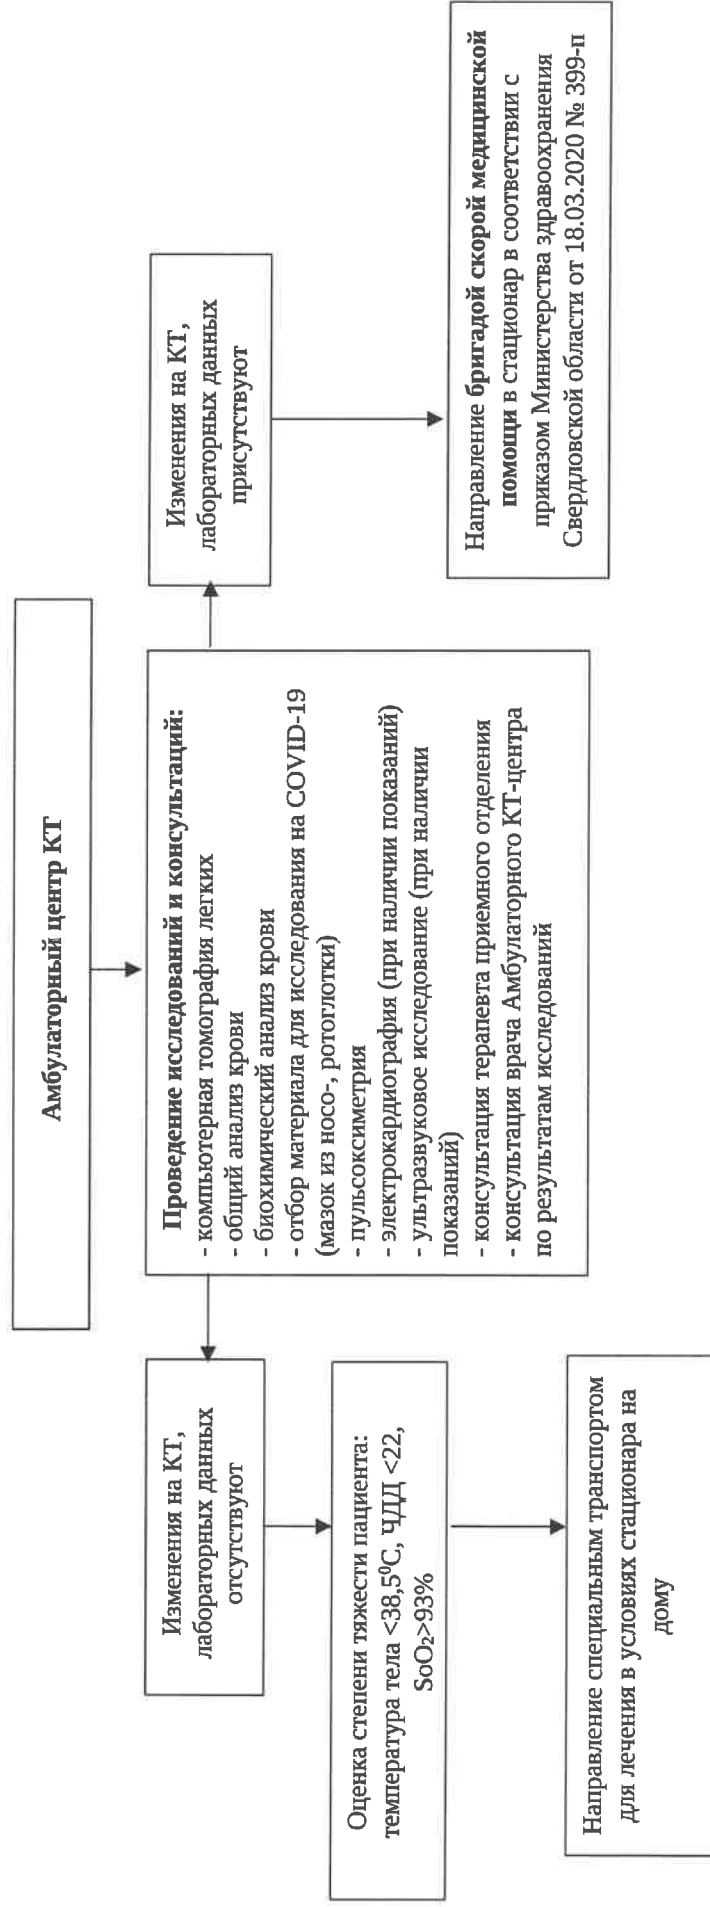 Амбулаторный центр КТ
Проведение исследований и консультаций:
- компьютерная томография легких
- общий анализ крови
- биохимический анализ крови
- отбор материала для исследования на COVID-19
(мазок из носо-, ротоглотки)
- пульсоксиметрия
- электрокардиография (при наличии показаний)
- ультразвуковое исследование (при наличии
показаний)
- консультация терапевта приемного отделения
- консультация врача Амбулаторного КТ-центра
по результатам исследований
Изменения на КТ,
лабораторных данных
отсутствуют
Оценка степени тяжести пациента:
температура тела <38,5⁰С, ЧДД <22,
SoO₂>93%
Направление специальным транспортом
для лечения в условиях стационара на
дому
Изменения на КТ,
лабораторных данных
присутствуют
Направление бригадой скорой медицинской
помощи в стационар в соответствии с
приказом Министерства здравоохранения
Свердловской области от 18.03.2020 № 399-п